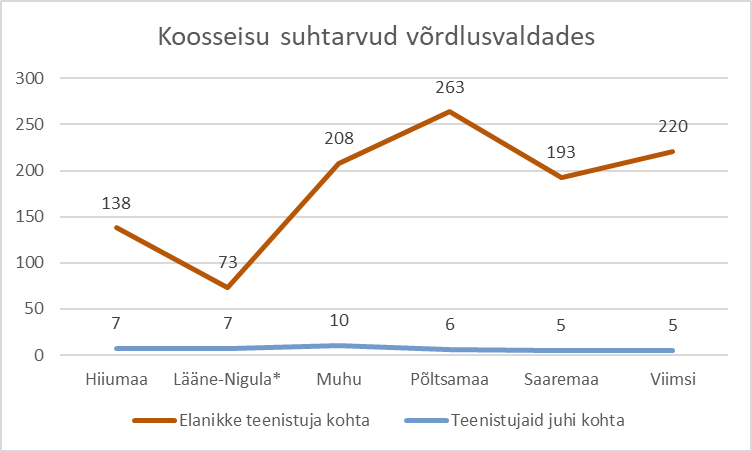 Koosseisu suhtarvud võrdlusvaldades
300
250
200
150
100
50
0
138
73
208
263
193
220
7
7
10
6
5
5
Hiiumaa
Lääne-Nigula*
Muhu
Põltsamaa
Saaremaa
Viimsi
Elanikke teenistuja kohta
Teenistujaid juhi kohta